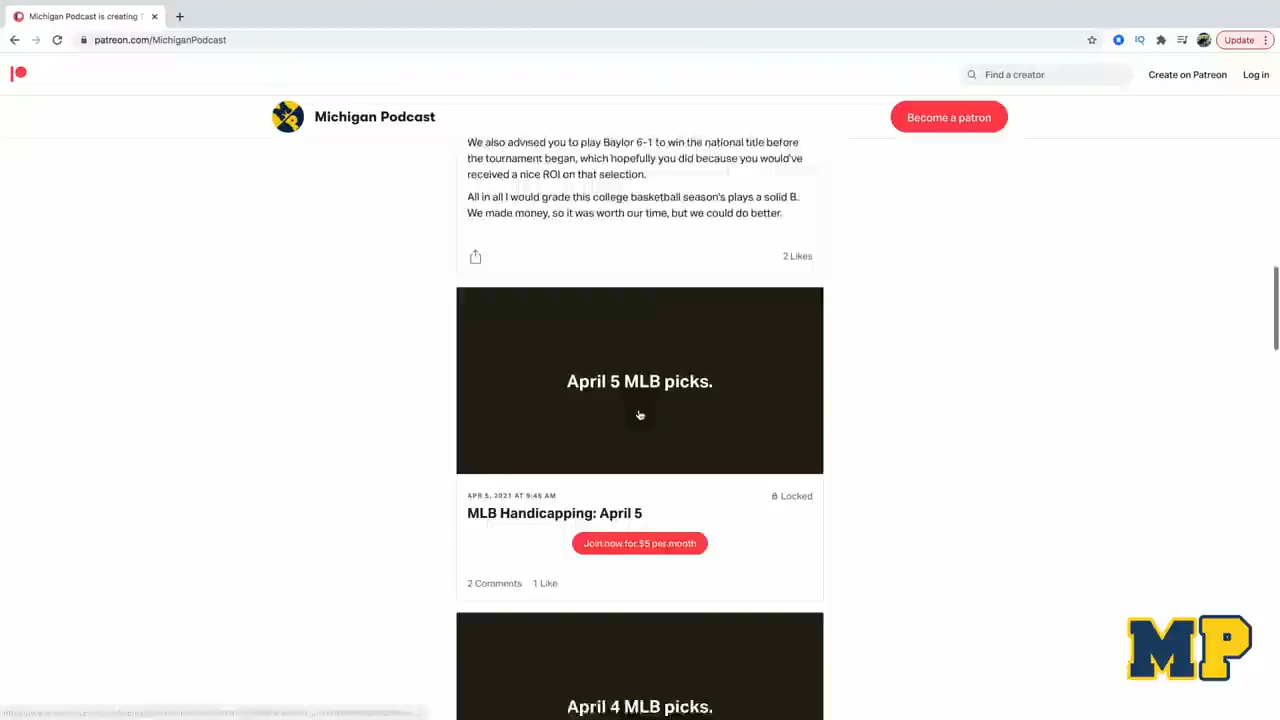 Michigan Podcast is creating T
patreon.com/MichiganPodcast
IQ
Update
Find a creator
Create on Patreon
Log in
Michigan Podcast
Become a patron
We also advised you to play Baylor 6-1 to win the national title before
the tournament began, which hopefully you did because you would've
received a nice ROI on that selection.
All in all I would grade this college basketball season's plays a solid B.
We made money, so it was worth our time, but we could do better.
2 Likes
April 5 MLB picks.
APR 5, 2021 AT 9:45 AM
Locked
MLB Handicapping: April 5
Join now for $5 per month
2 Comments 1 Like
MP
April 4 MLB picks.